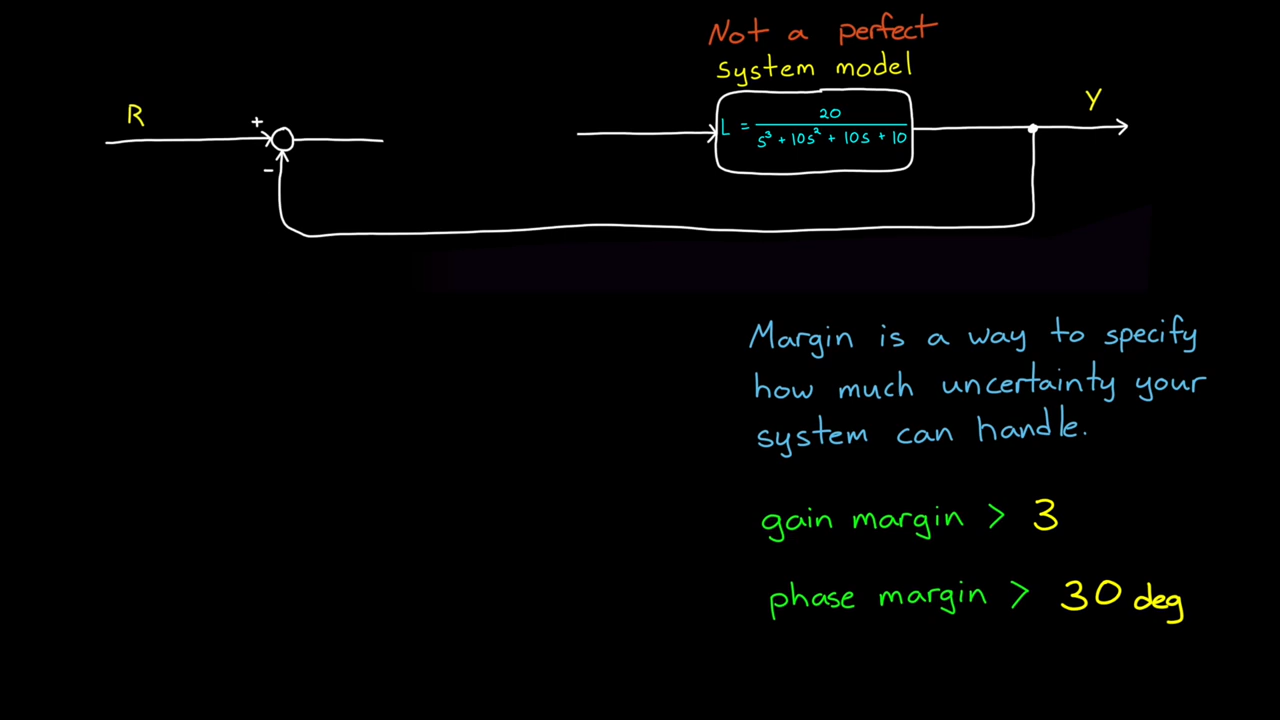 Not a perfect
system model
R
+
-
L = 20 / (s³ + 10s² + 10s + 10)
Y
Margin is a way to specify
how much uncertainty your
system can handle.
gain margin > 3
phase margin > 30 deg